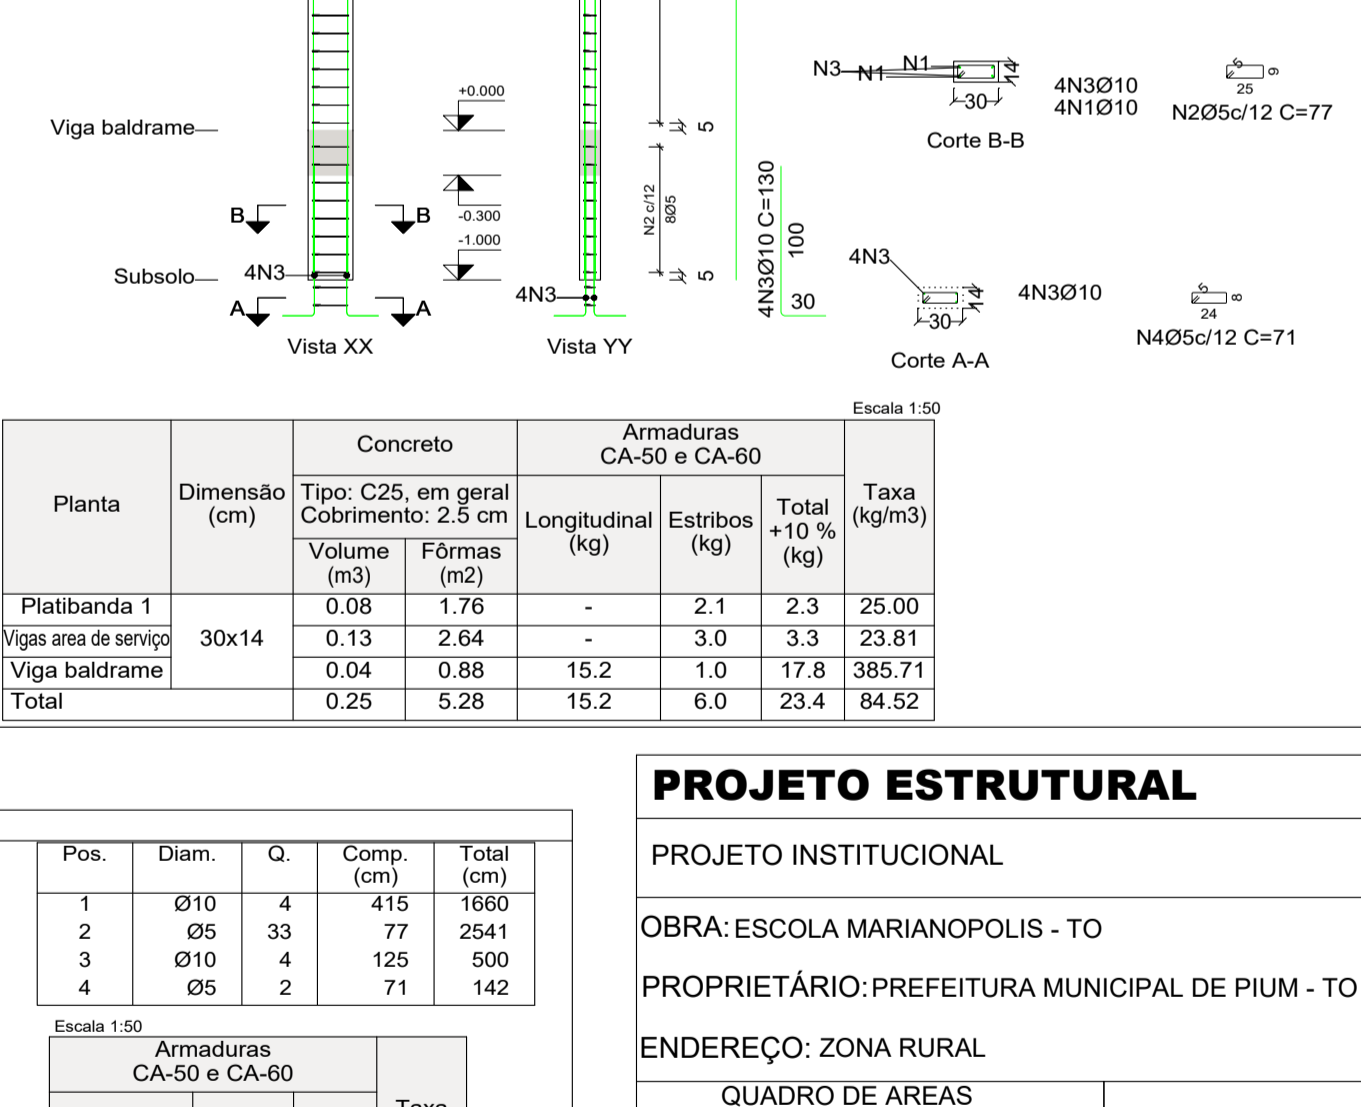 Viga baldrame
+0.000
-0.300
-1.000
B
B
Subsolo
4N3
A
A
Vista XX
4N3
Vista YY
5
N2 c/12
8Ø5
5
4N3Ø10 C=130
100
30
N3
N1
N1
14
30
4N3Ø10
4N1Ø10
Corte B-B
5
9
25
N2Ø5c/12 C=77
4N3
14
30
4N3Ø10
Corte A-A
5
8
24
N4Ø5c/12 C=71
Escala 1:50
Planta
Dimensão
(cm)
Concreto
Tipo: C25, em geral
Cobrimento: 2.5 cm
Volume
(m3)
Fôrmas
(m2)
Armaduras
CA-50 e CA-60
Longitudinal
(kg)
Estribos
(kg)
Total
+10 %
(kg)
Taxa
(kg/m3)
Platibanda 1 0.08 1.76 - 2.1 2.3 25.00
Vigas area de serviço 30x14 0.13 2.64 - 3.0 3.3 23.81
Viga baldrame 0.04 0.88 15.2 1.0 17.8 385.71
Total 0.25 5.28 15.2 6.0 23.4 84.52
Pos. Diam. Q. Comp. Total
(cm) (cm)
1 Ø10 4 415 1660
2 Ø5 33 77 2541
3 Ø10 4 125 500
4 Ø5 2 71 142
Escala 1:50
Armaduras
CA-50 e CA-60
Taxa
PROJETO ESTRUTURAL
PROJETO INSTITUCIONAL
OBRA: ESCOLA MARIANOPOLIS - TO
PROPRIETÁRIO: PREFEITURA MUNICIPAL DE PIUM - TO
ENDEREÇO: ZONA RURAL
QUADRO DE AREAS